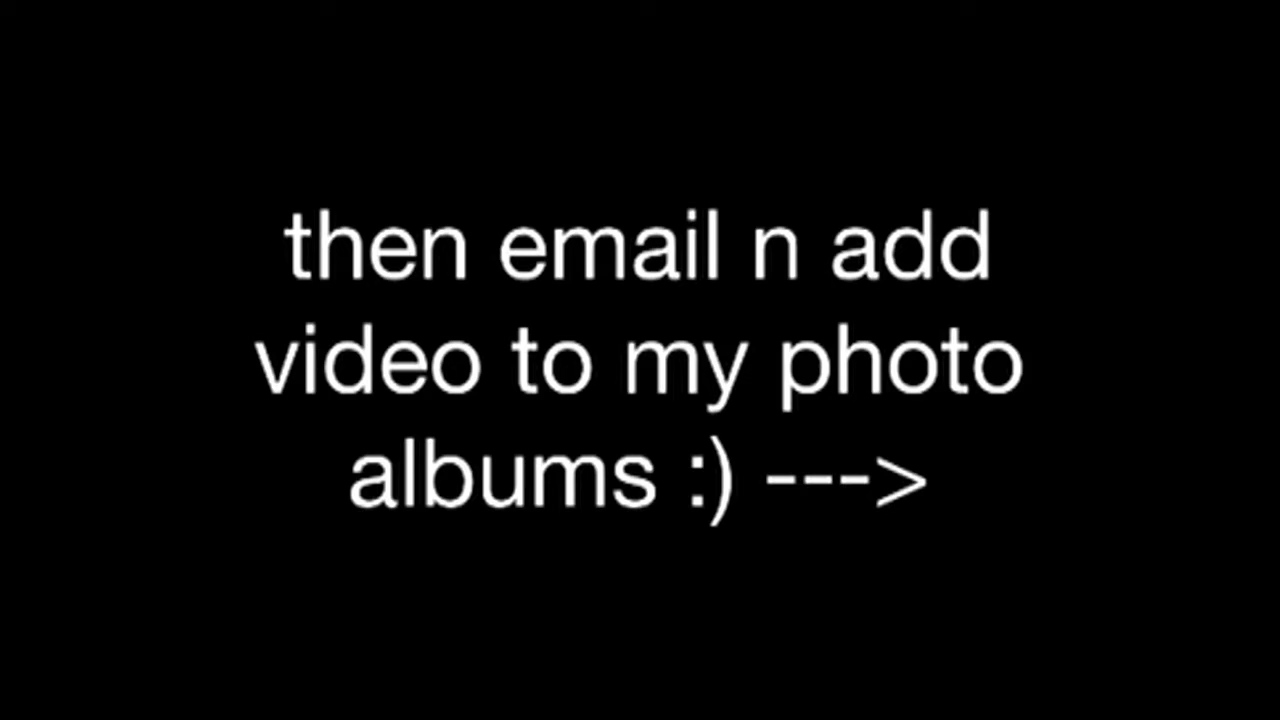 then email n add
video to my photo
albums :) --->